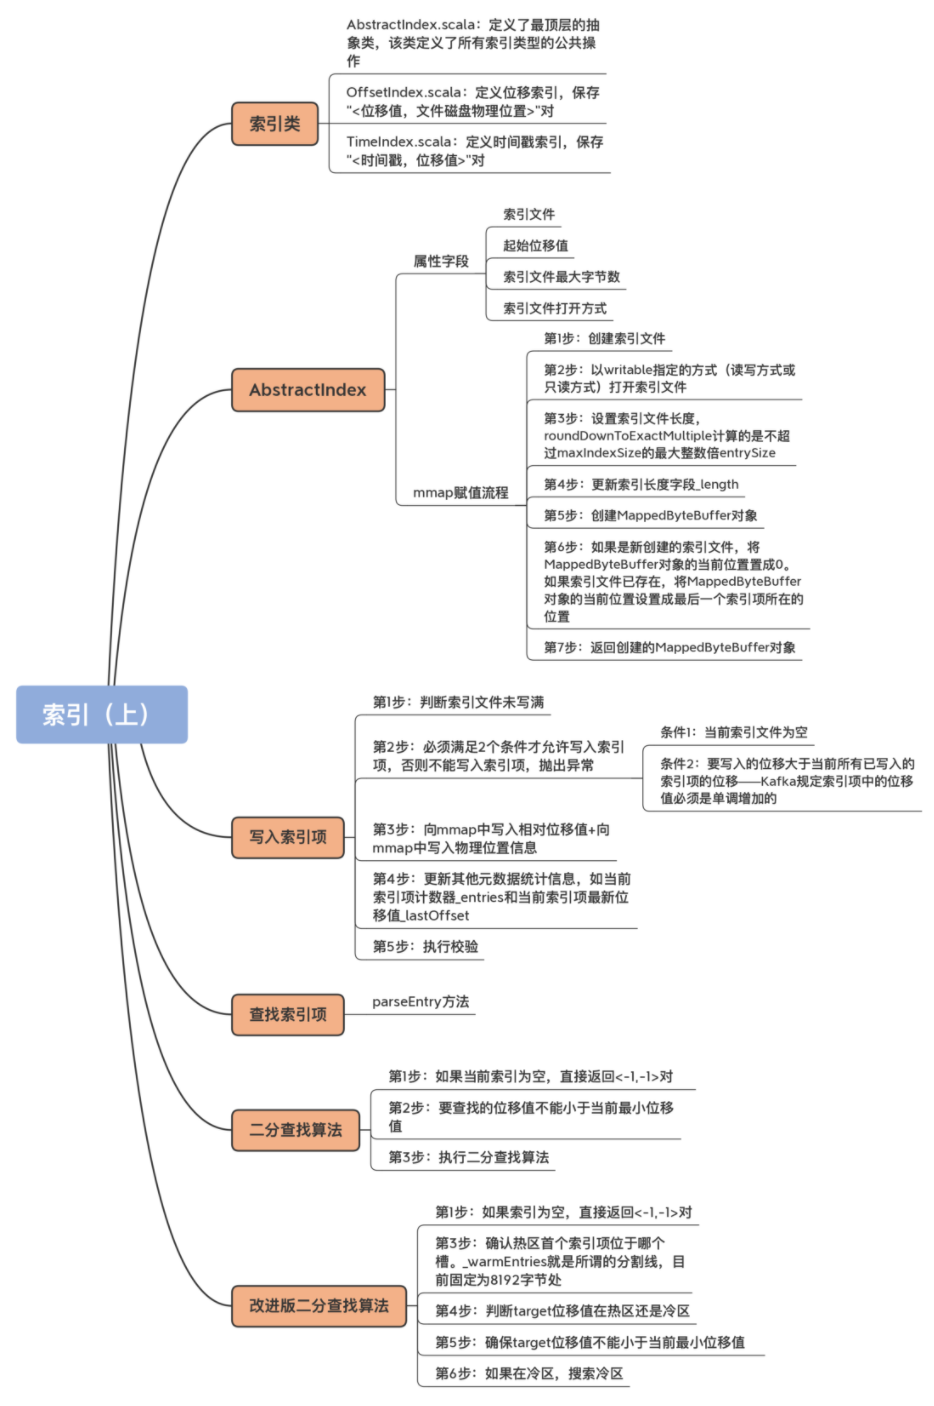 AbstractIndex.scala：定义了最顶层的抽
象类，该类定义了所有索引类型的公共操
作
OffsetIndex.scala：定义位移索引，保存
"<位移值，文件磁盘物理位置>"对
索引类
TimeIndex.scala：定义时间戳索引，保存
"<时间戳，位移值>"对
索引文件
起始位移值
属性字段
索引文件最大字节数
索引文件打开方式
第1步：创建索引文件
第2步：以writable指定的方式（读写方式或
只读方式）打开索引文件
AbstractIndex
第3步：设置索引文件长度，
roundDownToExactMultiple计算的是不超
过maxIndexSize的最大整数倍entrySize
第4步：更新索引长度字段_length
mmap赋值流程
第5步：创建MappedByteBuffer对象
第6步：如果是新创建的索引文件，将
MappedByteBuffer对象的当前位置置成0。
如果索引文件已存在，将MappedByteBuffer
对象的当前位置设置成最后一个索引项所在的
位置
第7步：返回创建的MappedByteBuffer对象
索引（上）
第1步：判断索引文件未写满
第2步：必须满足2个条件才允许写入索引
项，否则不能写入索引项，抛出异常
条件1：当前索引文件为空
条件2：要写入的位移大于当前所有已写入的
索引项的位移——Kafka规定索引项中的位移
值必须是单调增加的
写入索引项
第3步：向mmap中写入相对位移值+向
mmap中写入物理位置信息
第4步：更新其他元数据统计信息，如当前
索引项计数器_entries和当前索引项最新位
移值_lastOffset
第5步：执行校验
查找索引项
parseEntry方法
第1步：如果当前索引为空，直接返回<-1,-1>对
第2步：要查找的位移值不能小于当前最小位移
值
二分查找算法
第3步：执行二分查找算法
第1步：如果索引为空，直接返回<-1,-1>对
第3步：确认热区首个索引项位于哪个
槽。_warmEntries就是所谓的分割线，目
前固定为8192字节处
改进版二分查找算法
第4步：判断target位移值在热区还是冷区
第5步：确保target位移值不能小于当前最小位移值
第6步：如果在冷区，搜索冷区